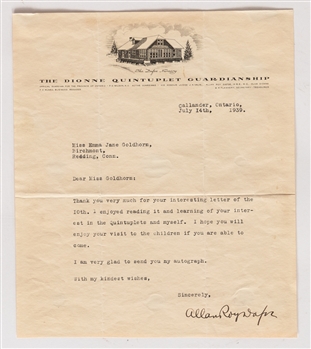 The Dafoe Nursery
THE DIONNE QUINTUPLET GUARDIANSHIP
Callander, Ontario,
July 14th, 1939.
Miss Emma Jane Goldhorn,
Birchmont,
Redding, Conn.
Dear Miss Goldhorn:
Thank you very much for your interesting letter of the
10th. I enjoyed reading it and learning of your inter-
est in the Quintuplets and myself. I hope you will
enjoy your visit to the children if you are able to
come.
I am very glad to send you my autograph.
With my kindest wishes,
Sincerely,
Allan Roy Dafoe